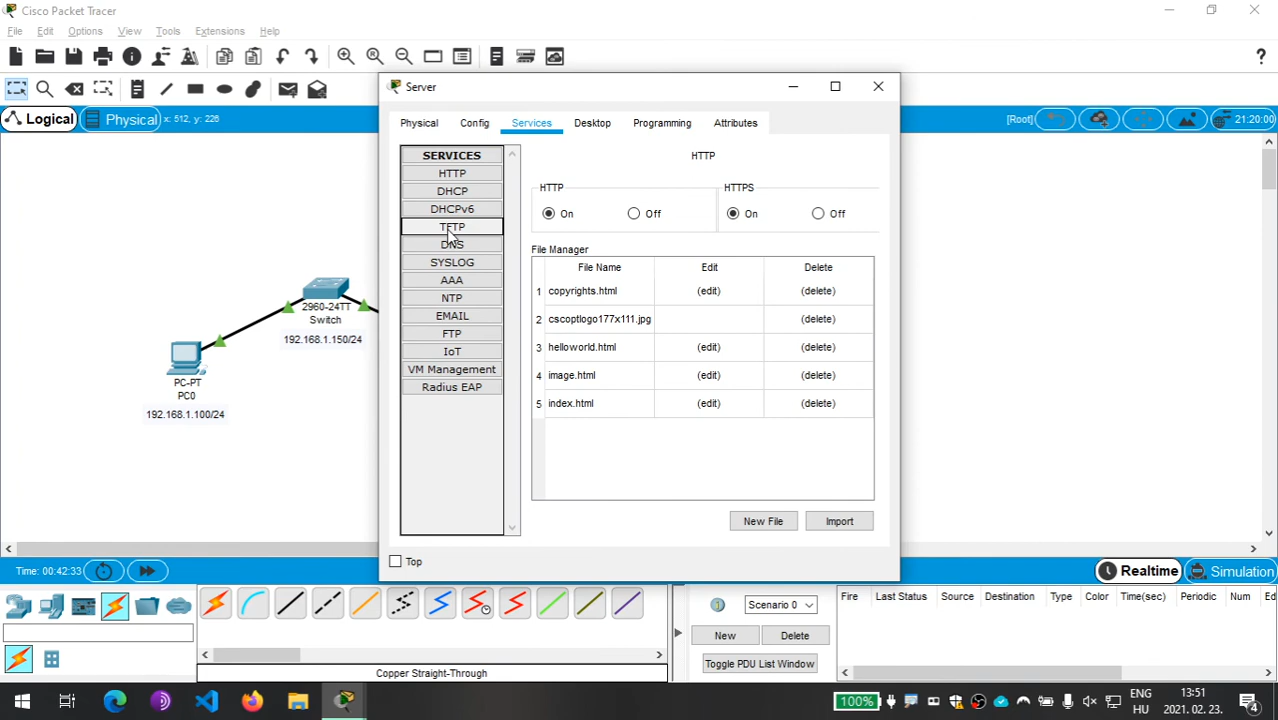 Cisco Packet Tracer
File Edit Options View Tools Extensions Help
?
Logical Physical x: 512, y: 226 [Root] 21:20:00
Server
Physical Config Services Desktop Programming Attributes
SERVICES
HTTP
DHCP
DHCPv6
TFTP
DNS
SYSLOG
AAA
NTP
EMAIL
FTP
IoT
VM Management
Radius EAP
HTTP
HTTP HTTPS
On Off On Off
File Manager
File Name Edit Delete
1 copyrights.html (edit) (delete)
2 cscoptlogo177x111.jpg (delete)
3 helloworld.html (edit) (delete)
4 image.html (edit) (delete)
5 index.html (edit) (delete)
New File Import
Top
2960-24TT
Switch
192.168.1.150/24
PC-PT
PC0
192.168.1.100/24
Time: 00:42:33 Realtime Simulation
Scenario 0
New Delete
Toggle PDU List Window
Fire Last Status Source Destination Type Color Time(sec) Periodic Num Ed
Copper Straight-Through
100% ENG 13:51
HU 2021. 02. 23. 4